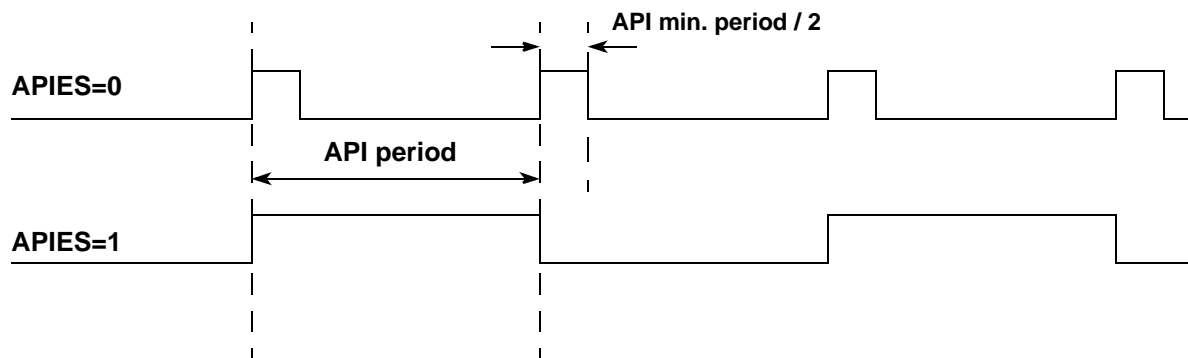 API min. period / 2
APIES=0
API period
APIES=1